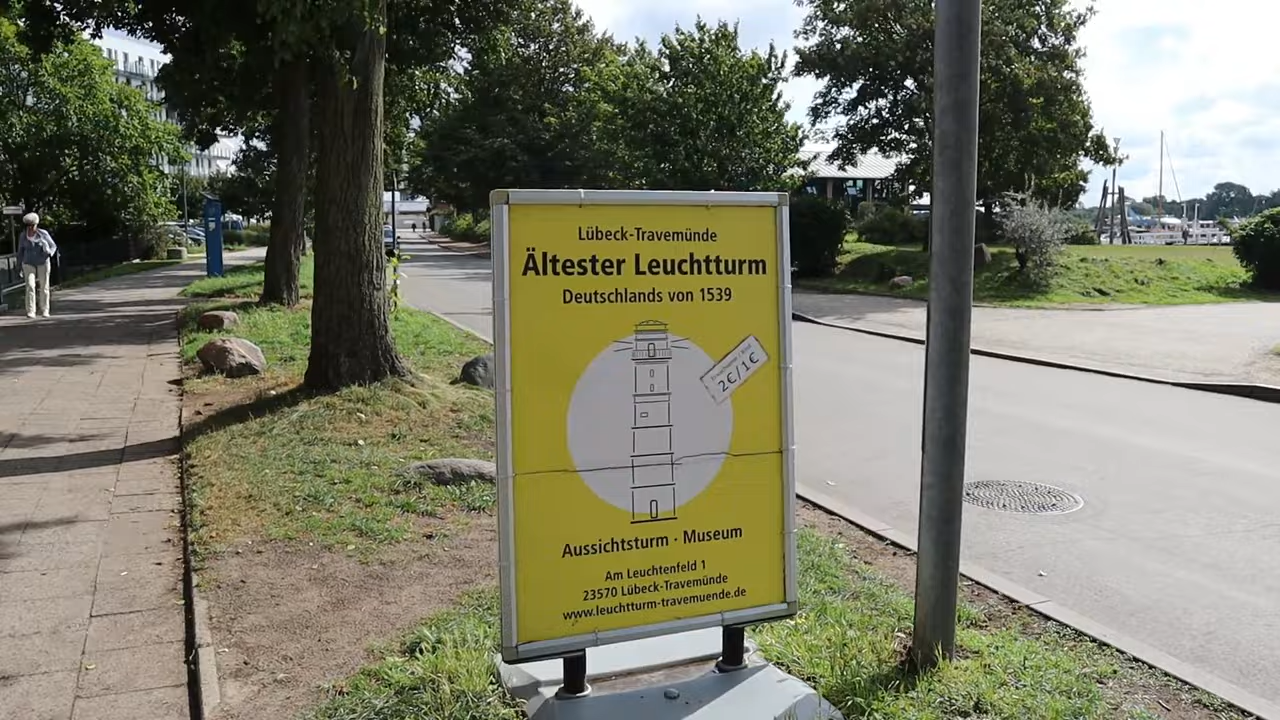 Lübeck-Travemünde
Ältester Leuchtturm
Deutschlands von 1539
2€/1€
Aussichtsturm · Museum
Am Leuchtenfeld 1
23570 Lübeck-Travemünde
www.leuchtturm-travemuende.de